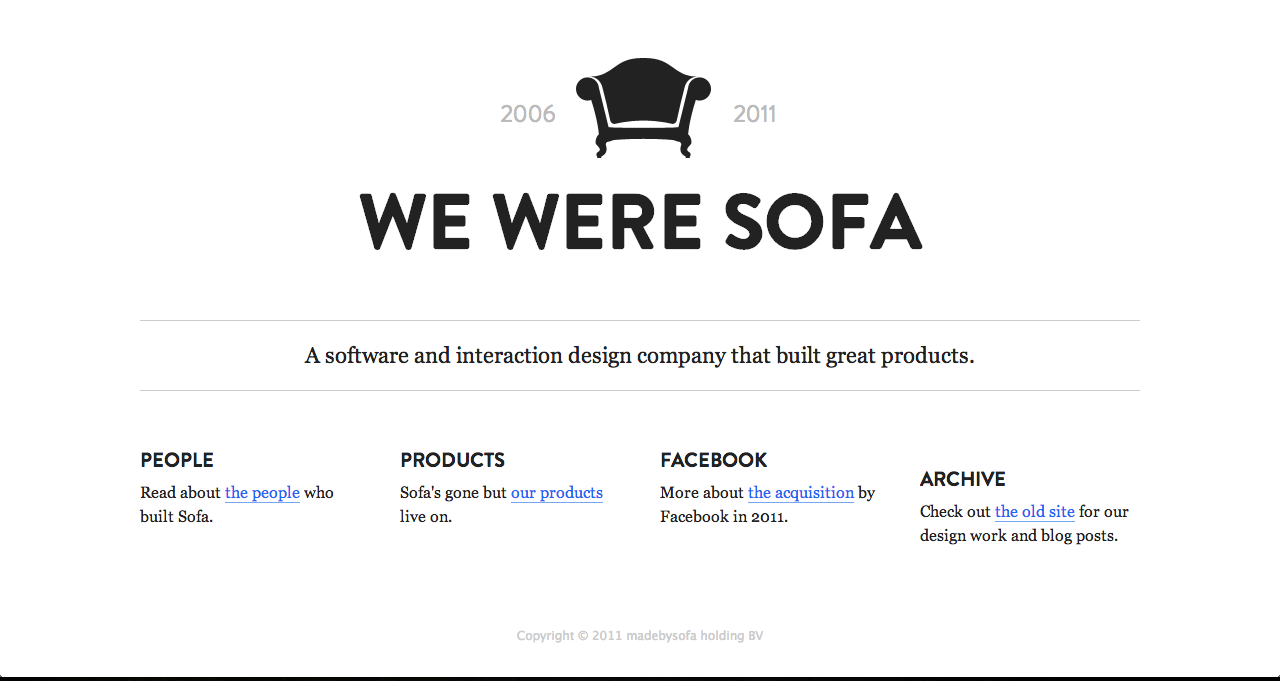 2006 2011
WE WERE SOFA
A software and interaction design company that built great products.
PEOPLE
Read about the people who
built Sofa.
PRODUCTS
Sofa's gone but our products
live on.
FACEBOOK
More about the acquisition by
Facebook in 2011.
ARCHIVE
Check out the old site for our
design work and blog posts.
Copyright © 2011 madebysofa holding BV